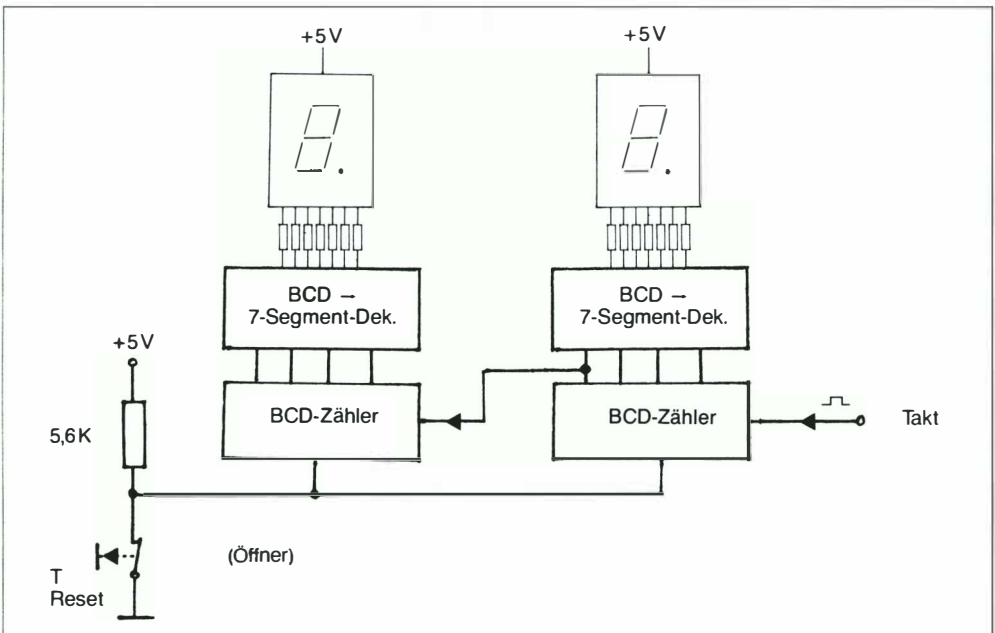 +5V
+5V
BCD →
7-Segment-Dek.
BCD →
7-Segment-Dek.
+5V
BCD-Zähler
BCD-Zähler
Takt
5,6K
(Öffner)
T
Reset